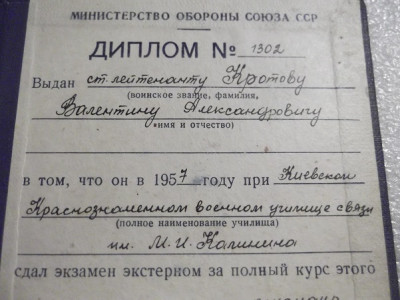 МИНИСТЕРСТВО ОБОРОНЫ СОЮЗА ССР
ДИПЛОМ № 1302
Выдан ст. лейтенанту Кротову
(воинское звание, фамилия,
Валентину Александровичу
имя и отчество)
в том, что он в 1957 году при Киевском
Краснознаменном военном училище связи
(полное наименование училища)
им. М.И. Калинина
сдал экзамен экстерном за полный курс этого